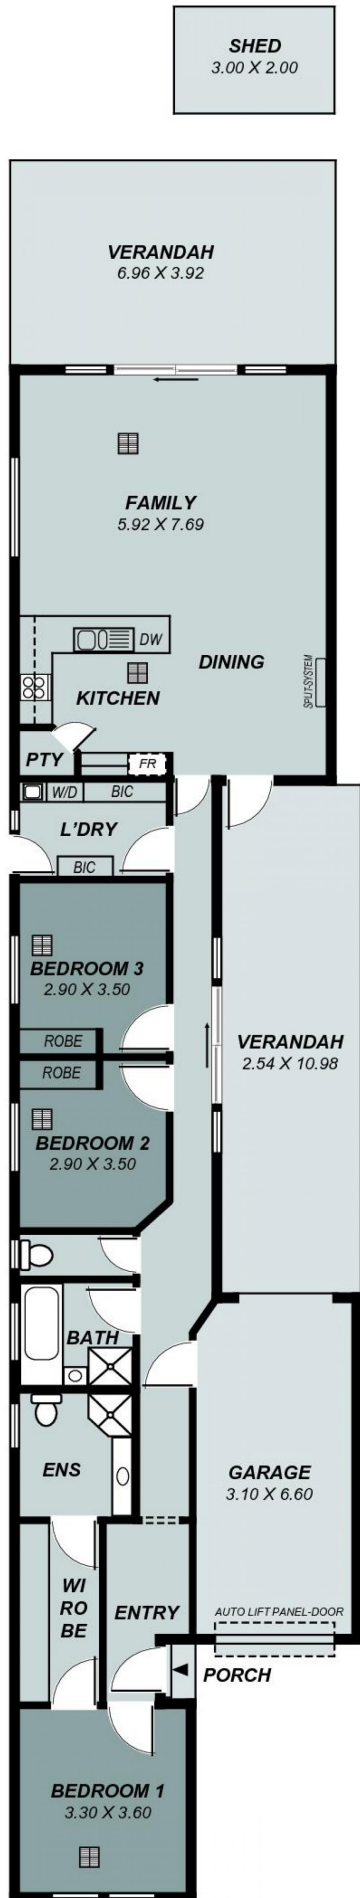 SHED
3.00 X 2.00
VERANDAH
6.96 X 3.92
FAMILY
5.92 X 7.69
DW
DINING
SPLIT-SYSTEM
KITCHEN
PTY
FR
W/D
BIC
L'DRY
BIC
BEDROOM 3
2.90 X 3.50
ROBE
VERANDAH
2.54 X 10.98
ROBE
BEDROOM 2
2.90 X 3.50
BATH
ENS
GARAGE
3.10 X 6.60
WI
RO
BE
ENTRY
AUTO LIFT PANEL-DOOR
PORCH
BEDROOM 1
3.30 X 3.60